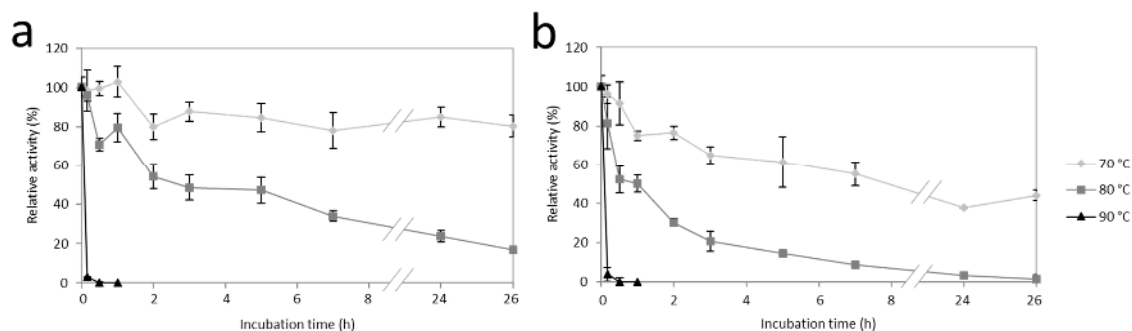 a
120
100
80
60
40
20
0
Relative activity (%)
0 2 4 6 8 24 26
Incubation time (h)
b
120
100
80
60
40
20
0
Relative activity (%)
0 2 4 6 8 24 26
Incubation time (h)
70 °C
80 °C
90 °C